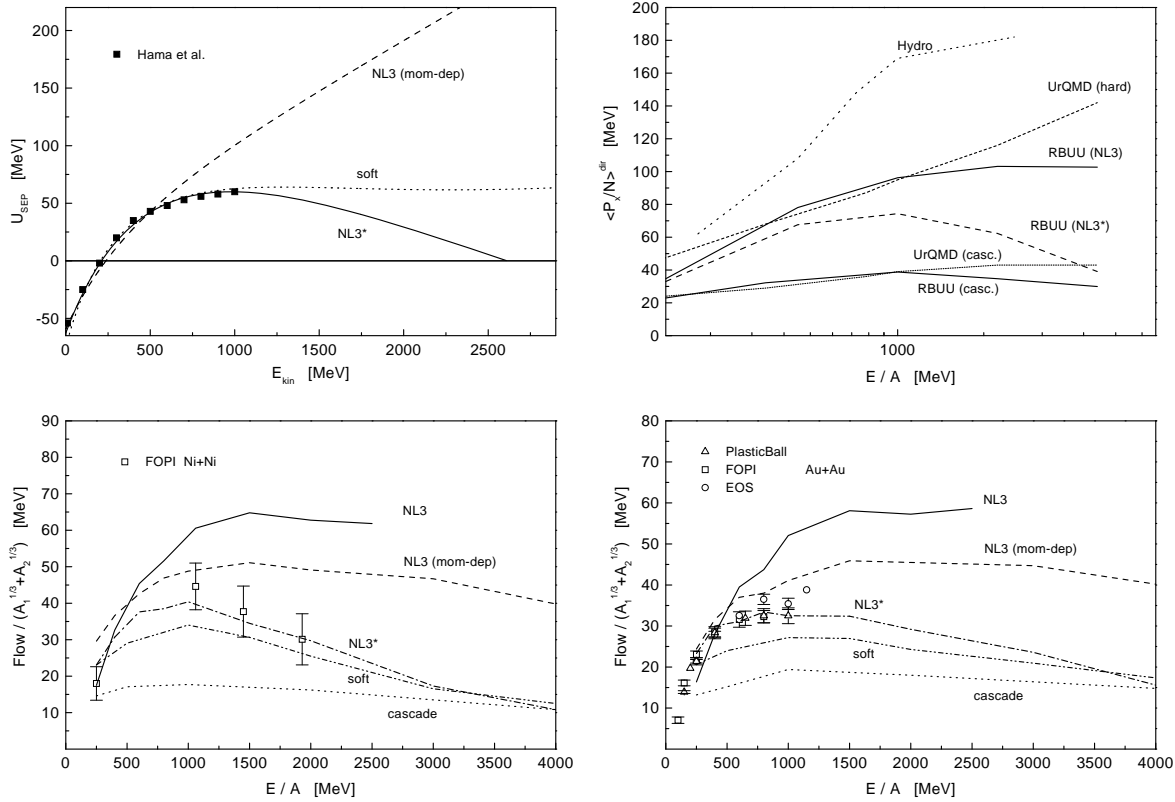 200
150
100
50
0
-50
U_SEP [MeV]
Hama et al.
NL3 (mom-dep)
soft
NL3*
0 500 1000 1500 2000 2500
E_kin [MeV]
200
180
160
140
120
100
80
60
40
20
0
<P_x/N>^dir [MeV]
Hydro
UrQMD (hard)
RBUU (NL3)
RBUU (NL3*)
UrQMD (casc.)
RBUU (casc.)
1000
E / A [MeV]
90
80
70
60
50
40
30
20
10
Flow / (A_1^1/3+A_2^1/3) [MeV]
FOPI Ni+Ni
NL3
NL3 (mom-dep)
NL3*
soft
cascade
0 500 1000 1500 2000 2500 3000 3500 4000
E / A [MeV]
80
70
60
50
40
30
20
10
0
Flow / (A_1^1/3+A_2^1/3) [MeV]
PlasticBall
FOPI Au+Au
EOS
NL3
NL3 (mom-dep)
NL3*
soft
cascade
0 500 1000 1500 2000 2500 3000 3500 4000
E / A [MeV]